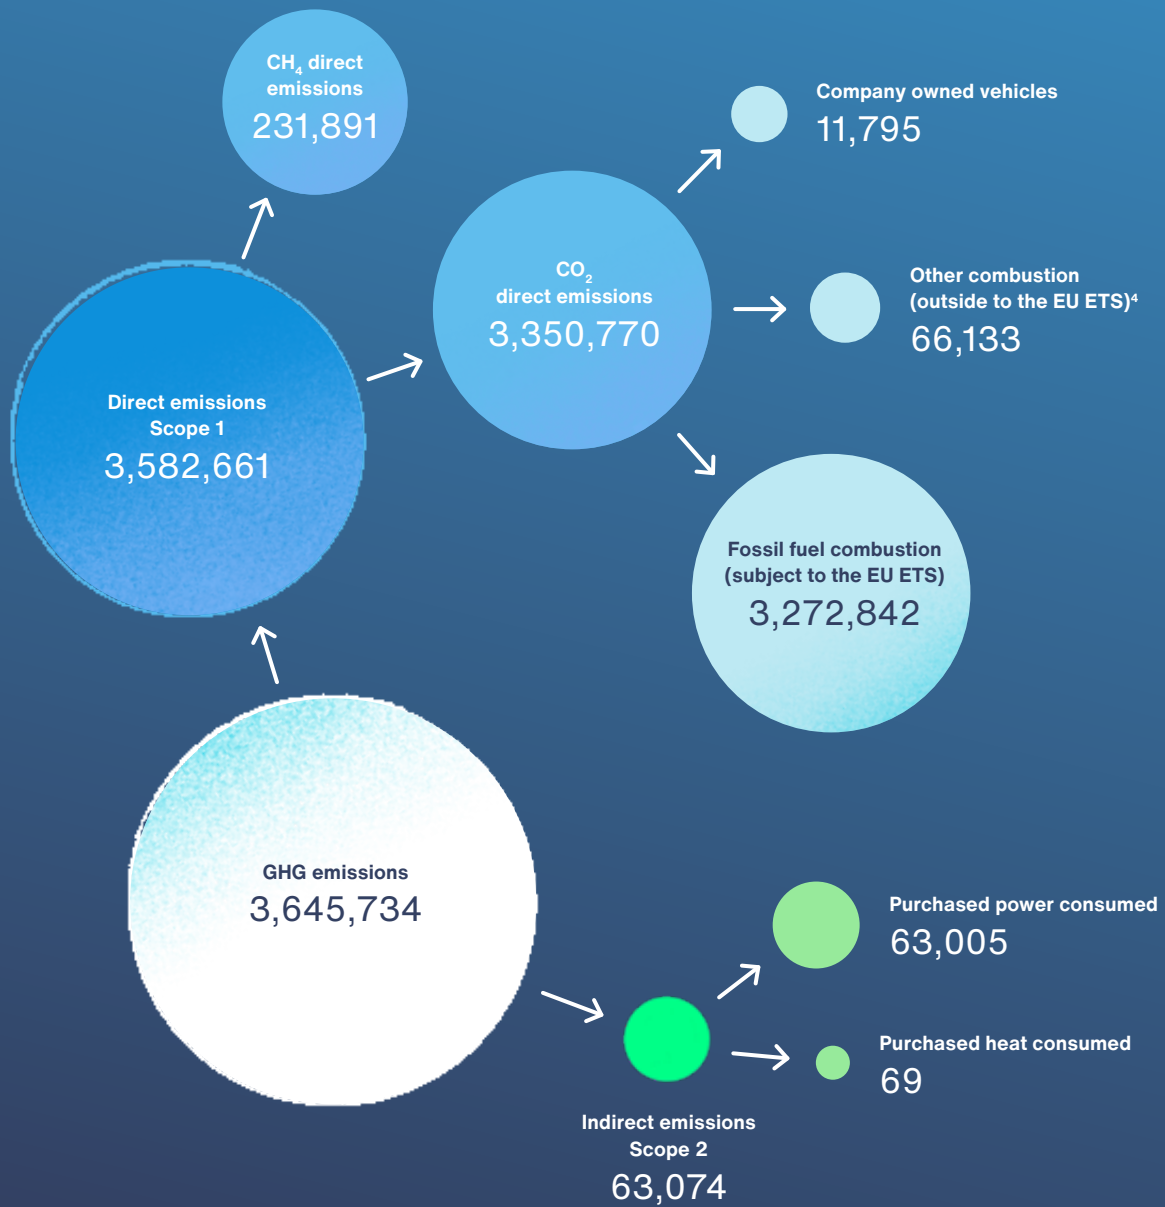 CH₄ direct
emissions
231,891
Company owned vehicles
11,795
CO₂
direct emissions
3,350,770
Other combustion
(outside to the EU ETS)⁴
66,133
Direct emissions
Scope 1
3,582,661
Fossil fuel combustion
(subject to the EU ETS)
3,272,842
GHG emissions
3,645,734
Purchased power consumed
63,005
Purchased heat consumed
69
Indirect emissions
Scope 2
63,074